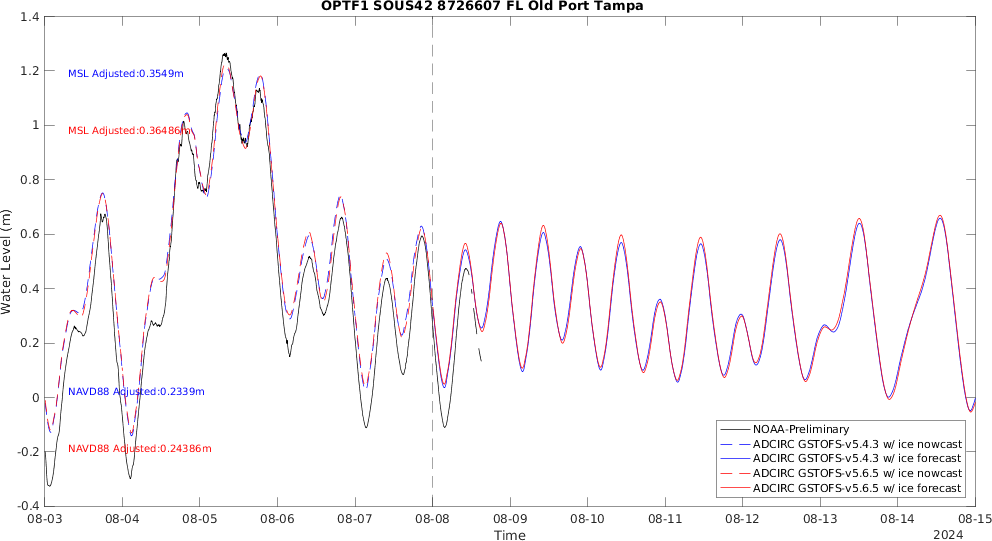 OPTF1 SOUS42 8726607 FL Old Port Tampa
1.4
1.2
1
0.8
0.6
0.4
0.2
0
-0.2
-0.4
Water Level (m)
MSL Adjusted:0.3549m
MSL Adjusted:0.36486m
NAVD88 Adjusted:0.2339m
NAVD88 Adjusted:0.24386m
NOAA-Preliminary
ADCIRC GSTOFS-v5.4.3 w/ ice nowcast
ADCIRC GSTOFS-v5.4.3 w/ ice forecast
ADCIRC GSTOFS-v5.6.5 w/ ice nowcast
ADCIRC GSTOFS-v5.6.5 w/ ice forecast
08-03 08-04 08-05 08-06 08-07 08-08 08-09 08-10 08-11 08-12 08-13 08-14 08-15
Time
2024